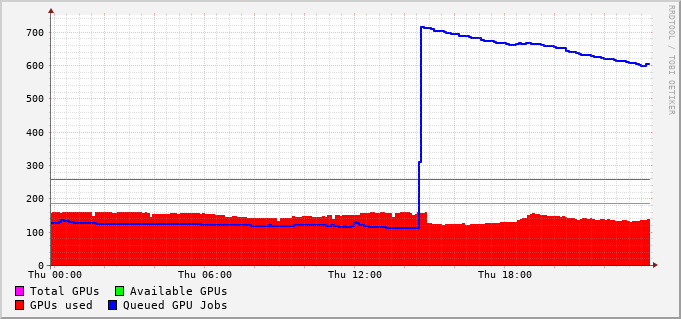 700
600
500
400
300
200
100
0
Thu 00:00 Thu 06:00 Thu 12:00 Thu 18:00
Total GPUs Available GPUs
GPUs used Queued GPU Jobs
RRDTOOL / TOBI OETIKER